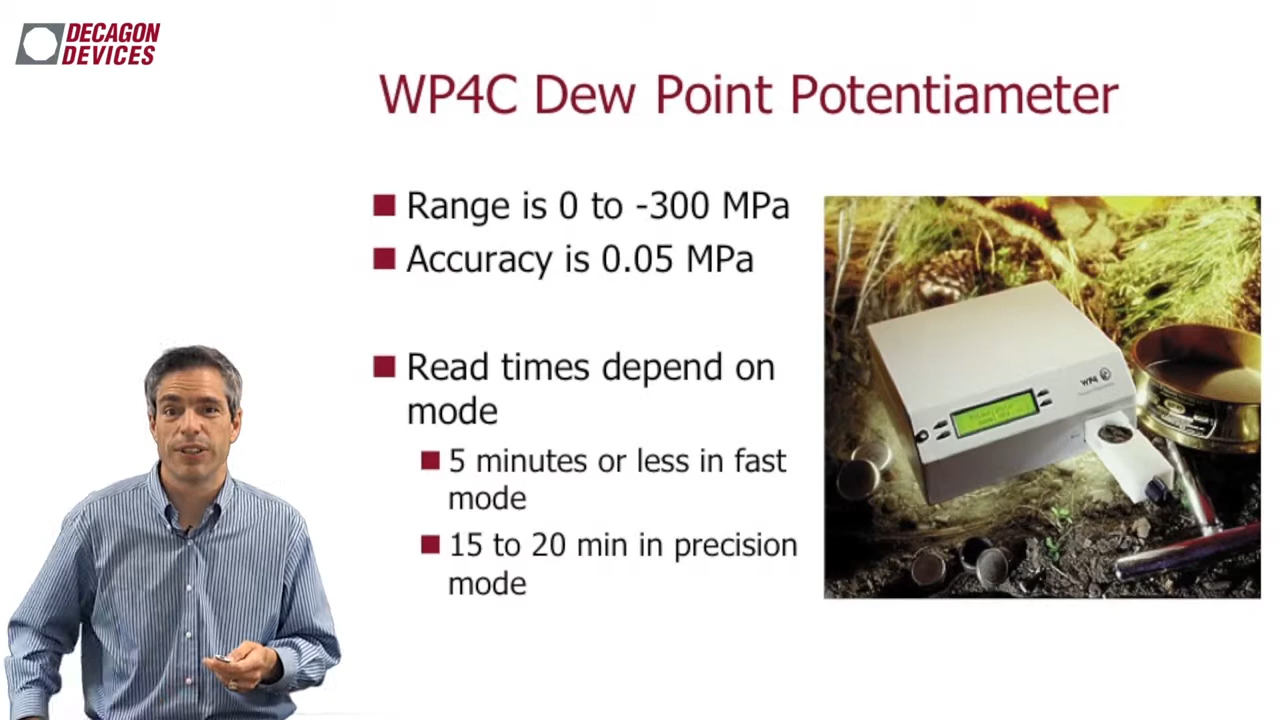 DECAGON
DEVICES
WP4C Dew Point Potentiameter
Range is 0 to -300 MPa
Accuracy is 0.05 MPa
Read times depend on
mode
5 minutes or less in fast
mode
15 to 20 min in precision
mode
WP4